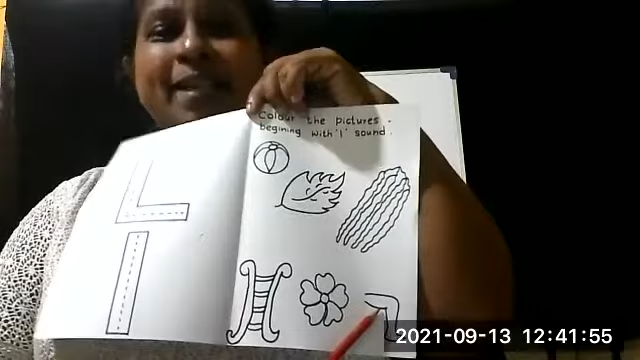 Colour the pictures.
begining with 'l' sound.
L
l
2021-09-13 12:41:55